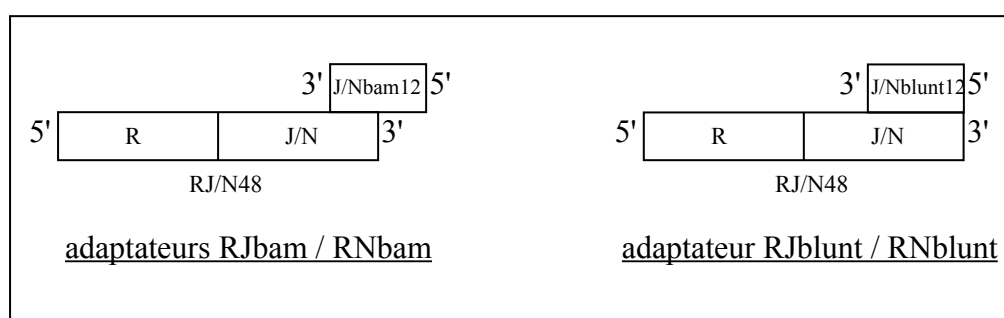 3' J/Nbam12 5'
5' R J/N 3'
RJ/N48
adaptateurs RJbam / RNbam
3' J/Nblunt12 5'
5' R J/N 3'
RJ/N48
adaptateur RJblunt / RNblunt